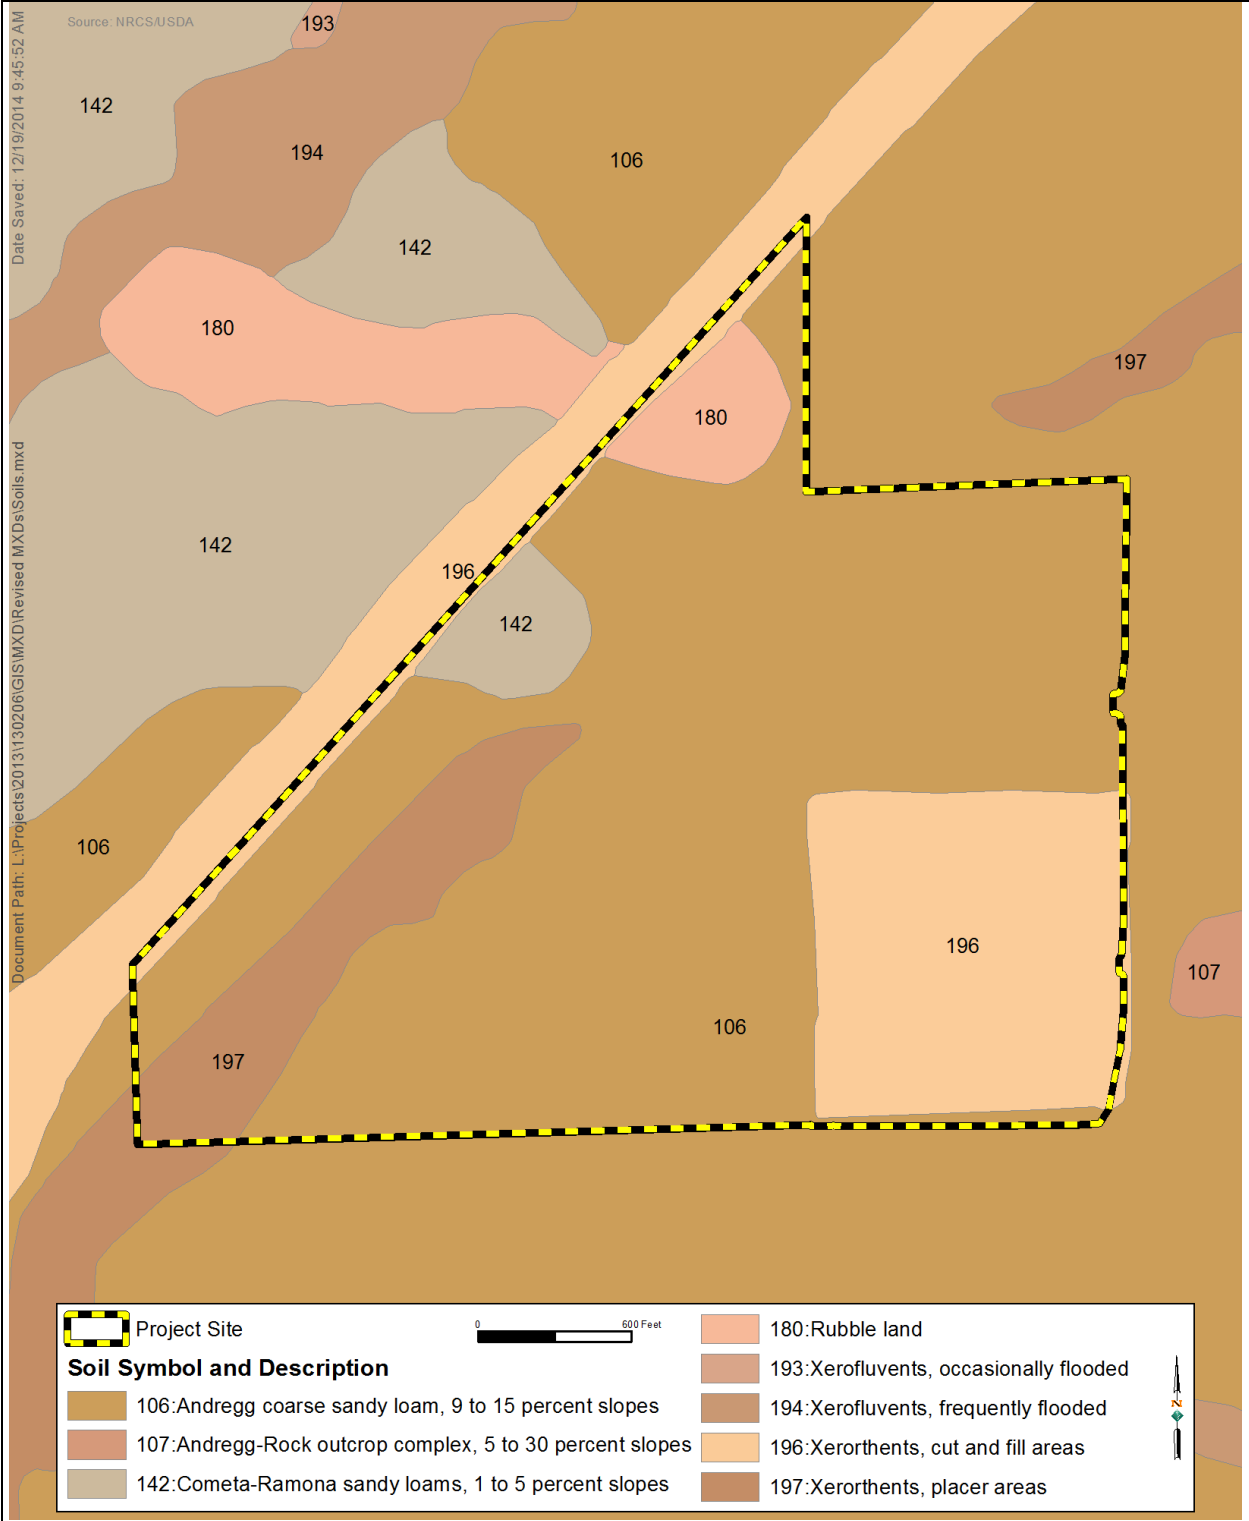 Source: NRCS/USDA
Date Saved: 12/19/2014 9:45:52 AM
Document Path: L:\Projects\2013\130206\GIS\MXD\Revised MXDs\Soils.mxd
193
142
194
106
142
180
197
180
142
196
142
106
196
107
106
197
Project Site
0
600 Feet
Soil Symbol and Description
106:Andregg coarse sandy loam, 9 to 15 percent slopes
107:Andregg-Rock outcrop complex, 5 to 30 percent slopes
142:Cometa-Ramona sandy loams, 1 to 5 percent slopes
180:Rubble land
193:Xerofluvents, occasionally flooded
194:Xerofluvents, frequently flooded
196:Xerorthents, cut and fill areas
197:Xerorthents, placer areas
N